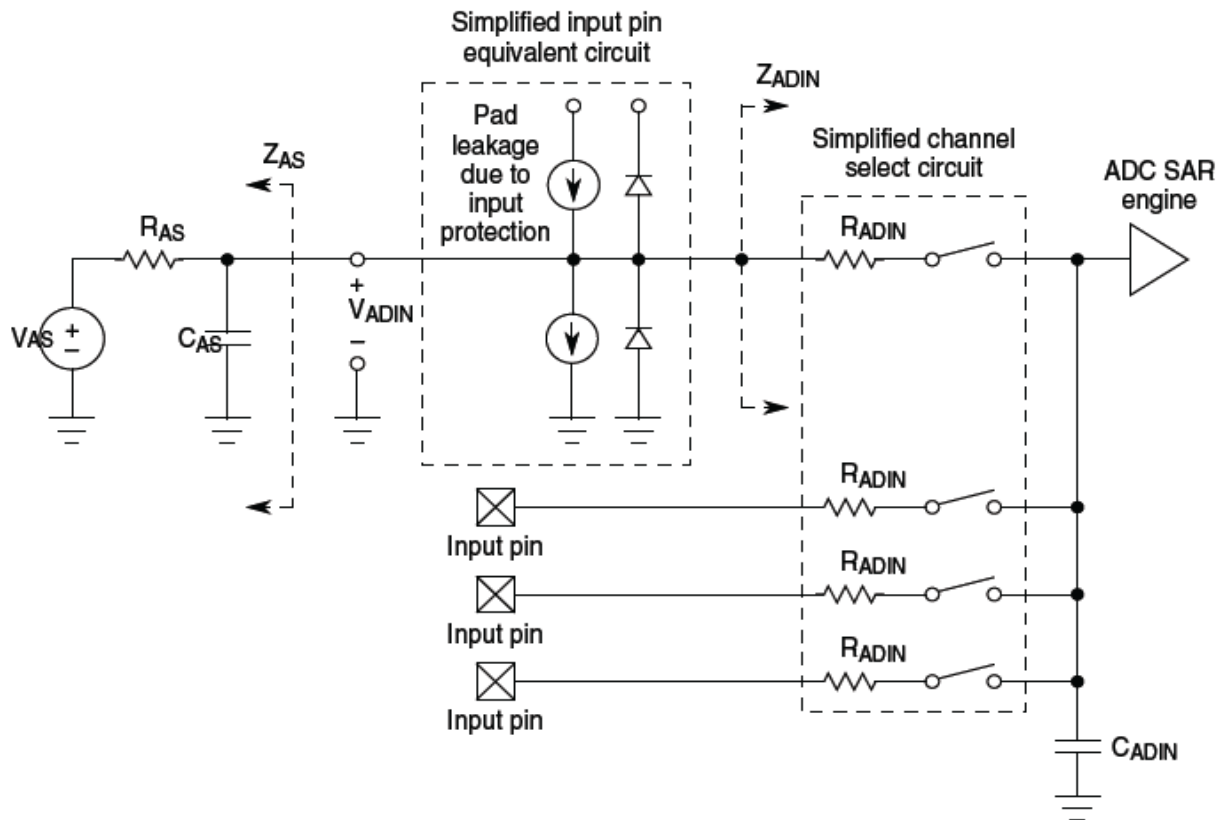 Simplified input pin
equivalent circuit
ZADIN
Pad
leakage
due to
input
protection
Simplified channel
select circuit
ADC SAR
engine
ZAS
RAS
RADIN
+
VADIN
–
VAS
+
–
CAS
RADIN
Input pin
RADIN
Input pin
RADIN
Input pin
CADIN